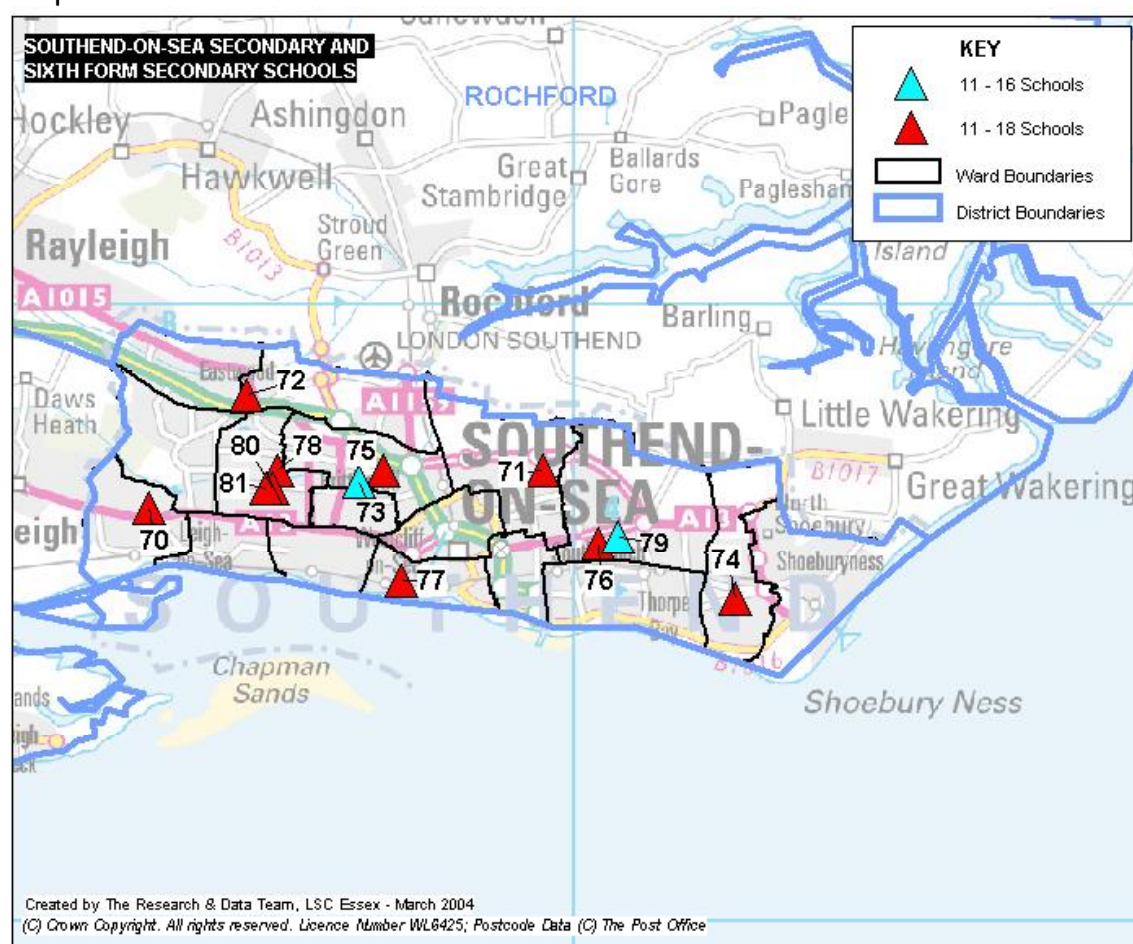 SOUTHEND-ON-SEA SECONDARY AND
SIXTH FORM SECONDARY SCHOOLS
KEY
11 - 16 Schools
11 - 18 Schools
Ward Boundaries
District Boundaries
ROCHFORD
Ashingdon
Hawkwell
Great
Stambridge
Ballards
Gore
Stroud
Green
Rayleigh
B1013
A1015
Rochford
LONDON SOUTHEND
Barling
Island
Daws
Heath
72
Little Wakering
80
78
75
81
73
71
SOUTHEND-
ON-SEA
B1017
Great Wakering
70
79
A13
North
Shoebury
Shoeburyness
76
74
77
Thorpe
Bay
SOUTHEND
Chapman
Sands
Shoebury Ness
Created by The Research & Data Team, LSC Essex - March 2004
(C) Crown Copyright. All rights reserved. Licence Number WL6425; Postcode Data (C) The Post Office